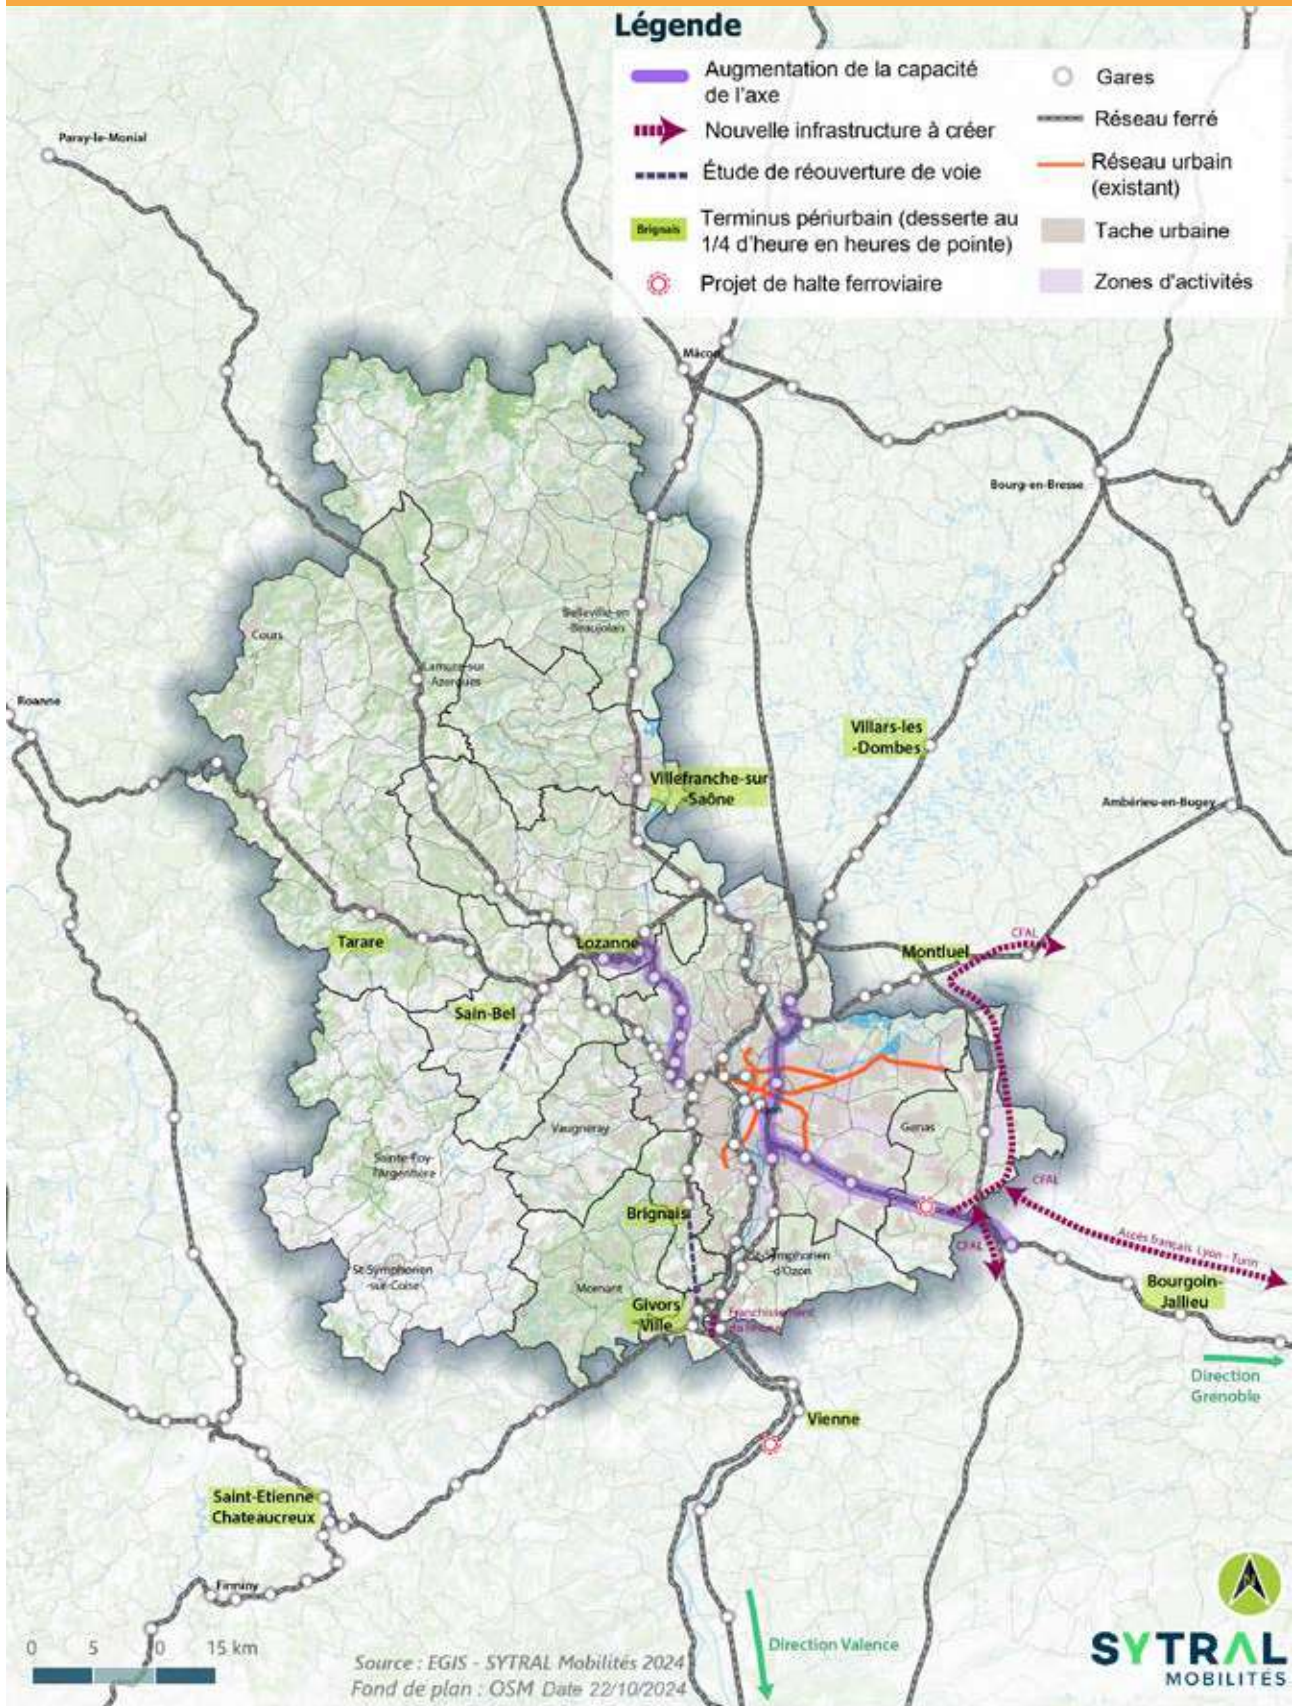 Légende
Augmentation de la capacité
de l'axe
Nouvelle infrastructure à créer
Étude de réouverture de voie
Brignais
Terminus périurbain (desserte au
1/4 d'heure en heures de pointe)
Projet de halte ferroviaire
Gares
Réseau ferré
Réseau urbain
(existant)
Tache urbaine
Zones d'activités
Paray-le-Monial
Mâcon
Bourg-en-Bresse
Belleville-en
-Beaujolais
Cours
Lamure-sur
Azergues
Roanne
Villars-les
-Dombes
Villefranche-sur
-Saône
Ambérieu-en-Bugey
Tarare
Lozanne
CFAL
Montluel
Sain-Bel
Vaugneray
Genas
Sainte-Foy-
l'Argentière
CFAL
Brignais
Accès français Lyon - Turin
CFAL
St-Symphorien
d'Ozon
St-Symphorien
-sur-Coise
Mornant
Bourgoin-
Jallieu
Givors
Ville
Franchissement
du Rhône
Direction
Grenoble
Vienne
Saint-Etienne
Chateaucreux
Firminy
Direction Valence
0 5 0 15 km
Source : EGIS - SYTRAL Mobilités 2024
Fond de plan : OSM Date 22/10/2024
N
SYTRAL
MOBILITÉS